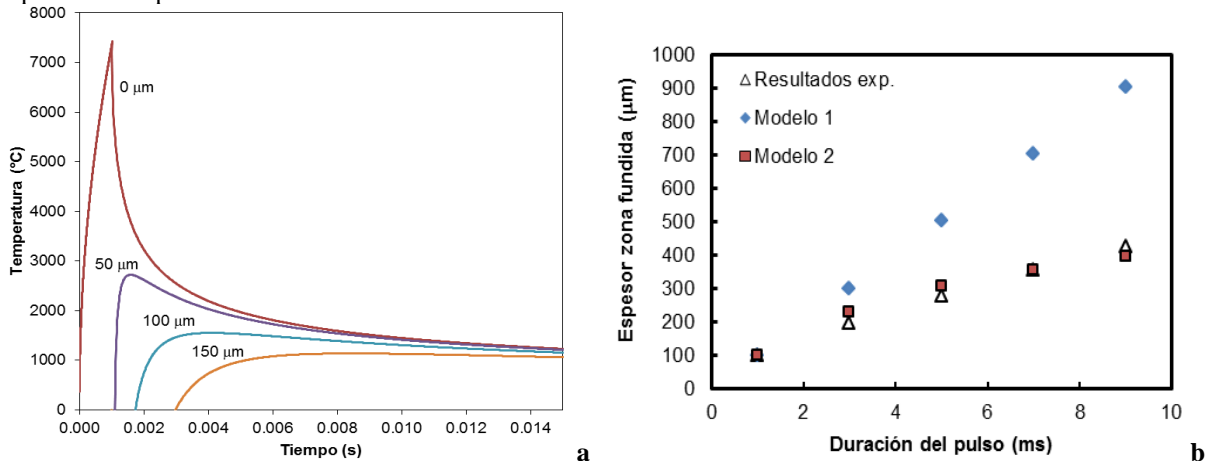 8000
7000
6000
5000
4000
3000
2000
1000
0
Temperatura (°C)
0 μm
50 μm
100 μm
150 μm
0.000 0.002 0.004 0.006 0.008 0.010 0.012 0.014
Tiempo (s)
a
1000
900
800
700
600
500
400
300
200
100
0
Espesor zona fundida (μm)
Resultados exp.
Modelo 1
Modelo 2
0 2 4 6 8 10
Duración del pulso (ms)
b